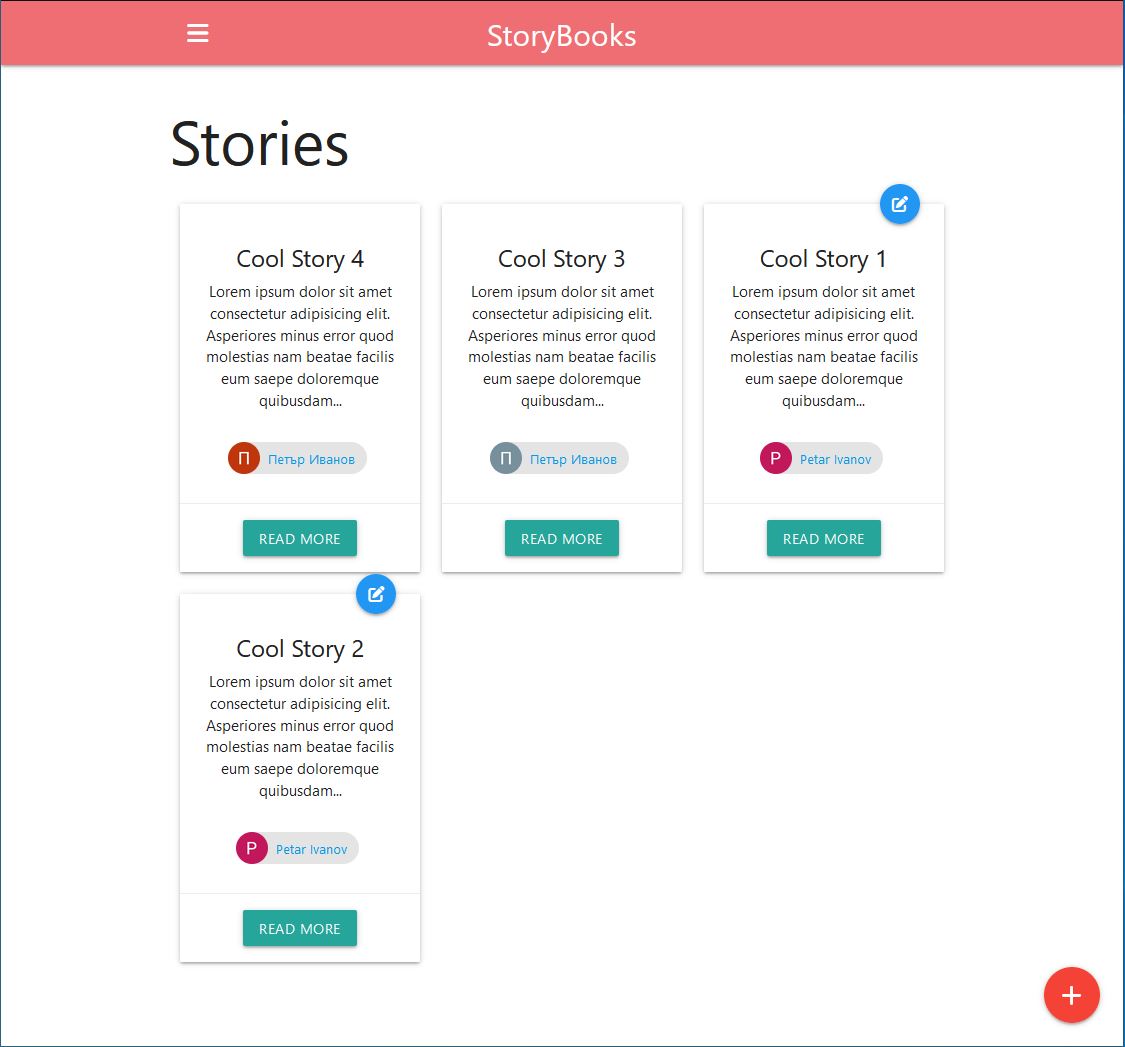 StoryBooks
Stories
Cool Story 4
Lorem ipsum dolor sit amet
consectetur adipisicing elit.
Asperiores minus error quod
molestias nam beatae facilis
eum saepe doloremque
quibusdam...
П Петър Иванов
READ MORE
Cool Story 3
Lorem ipsum dolor sit amet
consectetur adipisicing elit.
Asperiores minus error quod
molestias nam beatae facilis
eum saepe doloremque
quibusdam...
П Петър Иванов
READ MORE
Cool Story 1
Lorem ipsum dolor sit amet
consectetur adipisicing elit.
Asperiores minus error quod
molestias nam beatae facilis
eum saepe doloremque
quibusdam...
P Petar Ivanov
READ MORE
Cool Story 2
Lorem ipsum dolor sit amet
consectetur adipisicing elit.
Asperiores minus error quod
molestias nam beatae facilis
eum saepe doloremque
quibusdam...
P Petar Ivanov
READ MORE